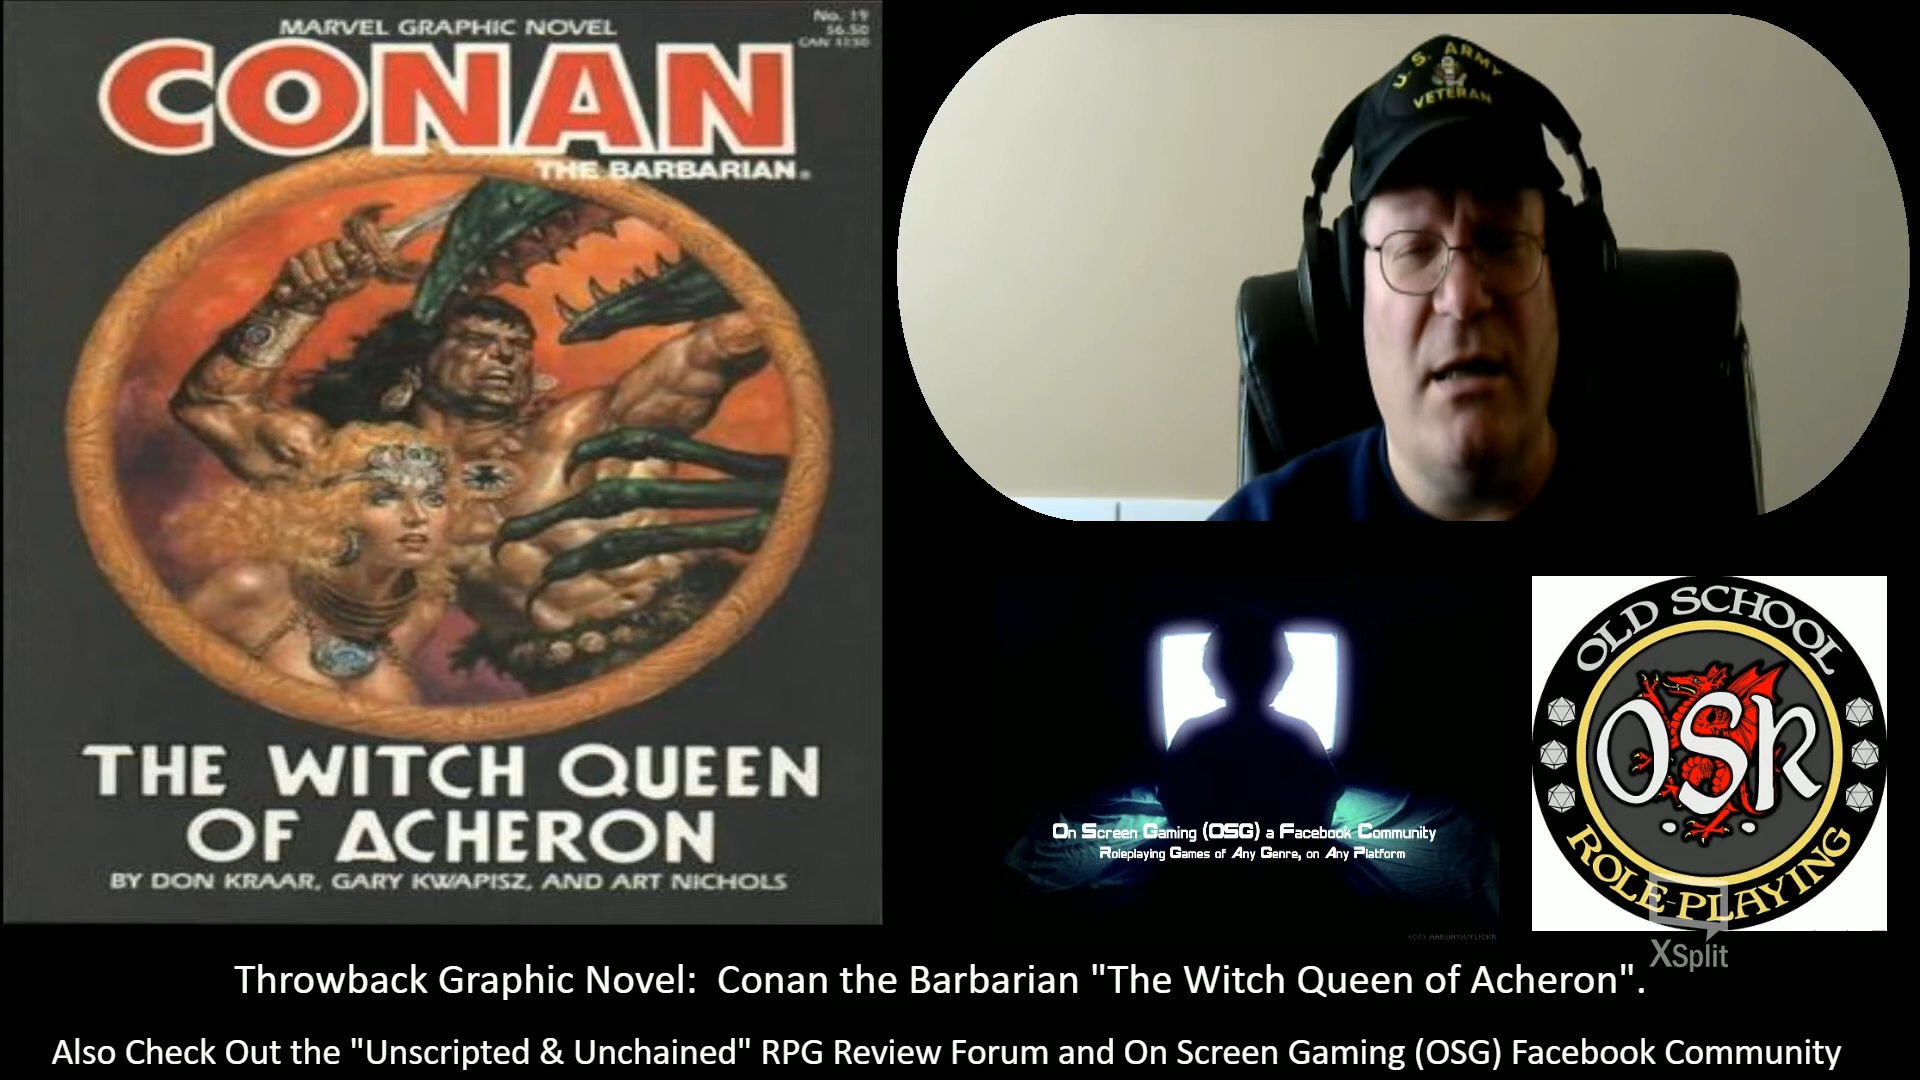 MARVEL GRAPHIC NOVEL
No. 19
$6.50
CONAN
THE BARBARIAN®
THE WITCH QUEEN
OF ACHERON
BY DON KRAAR, GARY KWAPISZ, AND ART NICHOLS
U.S. ARMY
VETERAN
On Screen Gaming (OSG) a Facebook Community
Roleplaying Games of Any Genre, on Any Platform
(CC) AARONYX/FLICKR
OLD SCHOOL
OSR
ROLE-PLAYING
XSplit
Throwback Graphic Novel:  Conan the Barbarian "The Witch Queen of Acheron".
Also Check Out the "Unscripted & Unchained" RPG Review Forum and On Screen Gaming (OSG) Facebook Community